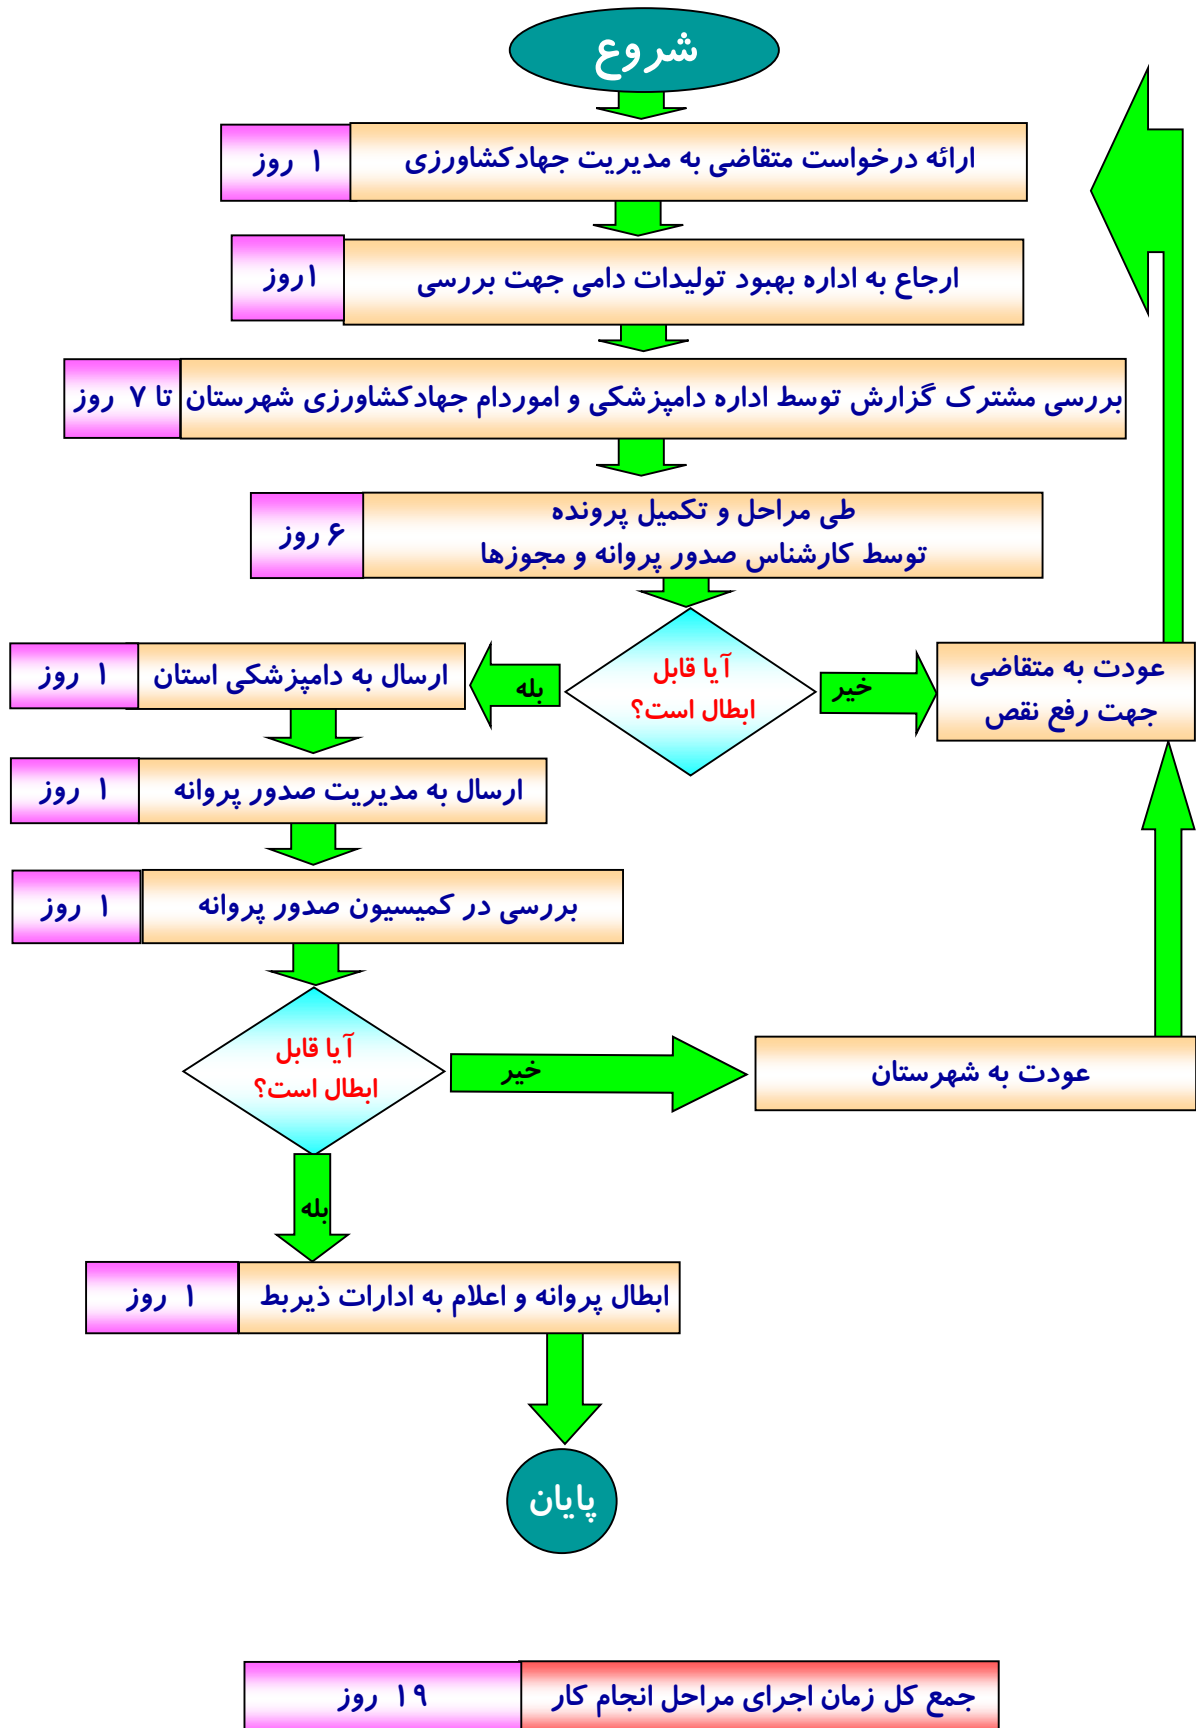 شروع
ارائه درخواست متقاضی به مدیریت جهادکشاورزی
۱ روز
ارجاع به اداره بهبود تولیدات دامی جهت بررسی
۱روز
بررسی مشترک گزارش توسط اداره دامپزشکی و اموردام جهادکشاورزی شهرستان
تا ۷ روز
طی مراحل و تکمیل پرونده
توسط کارشناس صدور پروانه و مجوزها
۶ روز
آیا قابل
ابطال است؟
خیر
عودت به متقاضی
جهت رفع نقص
بله
ارسال به دامپزشکی استان
۱ روز
ارسال به مدیریت صدور پروانه
۱ روز
بررسی در کمیسیون صدور پروانه
۱ روز
آیا قابل
ابطال است؟
خیر
عودت به شهرستان
بله
ابطال پروانه و اعلام به ادارات ذیربط
۱ روز
پایان
جمع کل زمان اجرای مراحل انجام کار
۱۹ روز